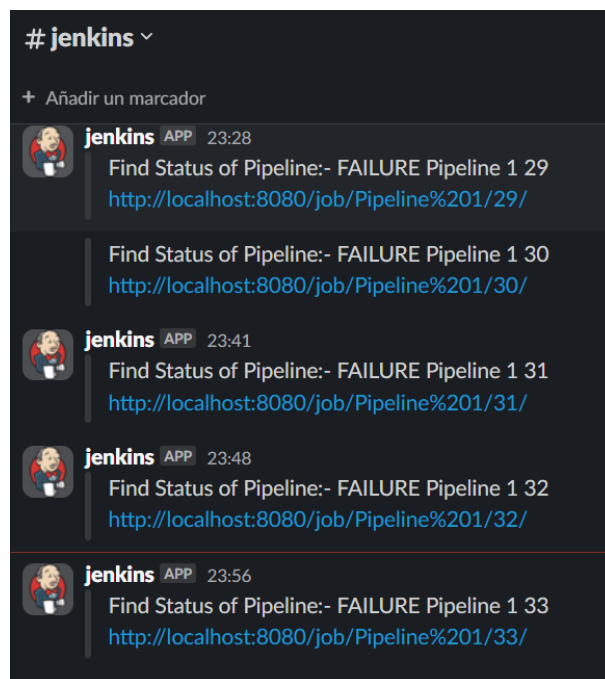 # jenkins
+ Añadir un marcador
jenkins APP 23:28
Find Status of Pipeline:- FAILURE Pipeline 1 29
http://localhost:8080/job/Pipeline%201/29/
Find Status of Pipeline:- FAILURE Pipeline 1 30
http://localhost:8080/job/Pipeline%201/30/
jenkins APP 23:41
Find Status of Pipeline:- FAILURE Pipeline 1 31
http://localhost:8080/job/Pipeline%201/31/
jenkins APP 23:48
Find Status of Pipeline:- FAILURE Pipeline 1 32
http://localhost:8080/job/Pipeline%201/32/
jenkins APP 23:56
Find Status of Pipeline:- FAILURE Pipeline 1 33
http://localhost:8080/job/Pipeline%201/33/